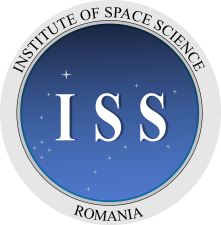 INSTITUTE OF SPACE SCIENCE
ISS
ROMANIA